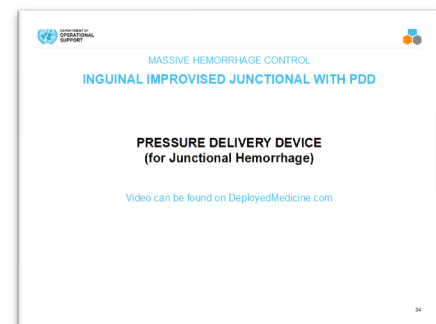 DEPARTMENT OF
OPERATIONAL
SUPPORT
MASSIVE HEMORRHAGE CONTROL
INGUINAL IMPROVISED JUNCTIONAL WITH PDD
PRESSURE DELIVERY DEVICE
(for Junctional Hemorrhage)
Video can be found on DeployedMedicine.com
34